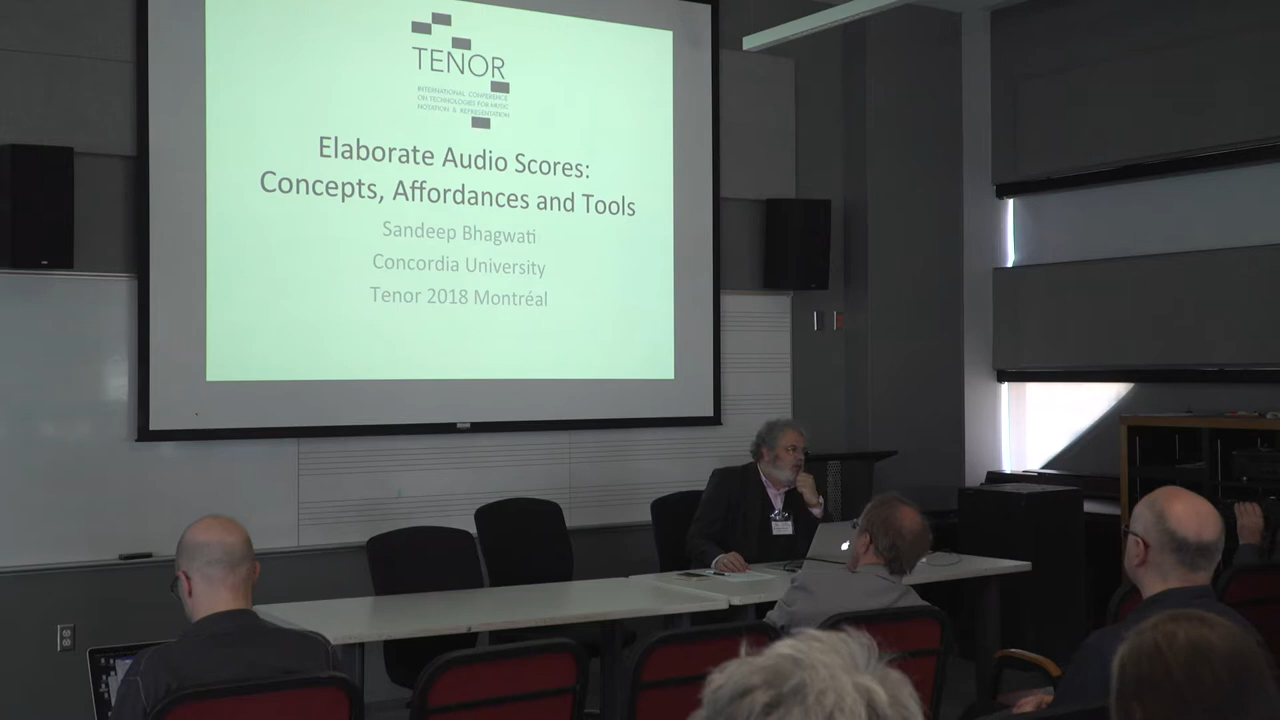 TENOR
INTERNATIONAL CONFERENCE
ON TECHNOLOGIES FOR MUSIC
NOTATION & REPRESENTATION
Elaborate Audio Scores:
Concepts, Affordances and Tools
Sandeep Bhagwati
Concordia University
Tenor 2018 Montréal